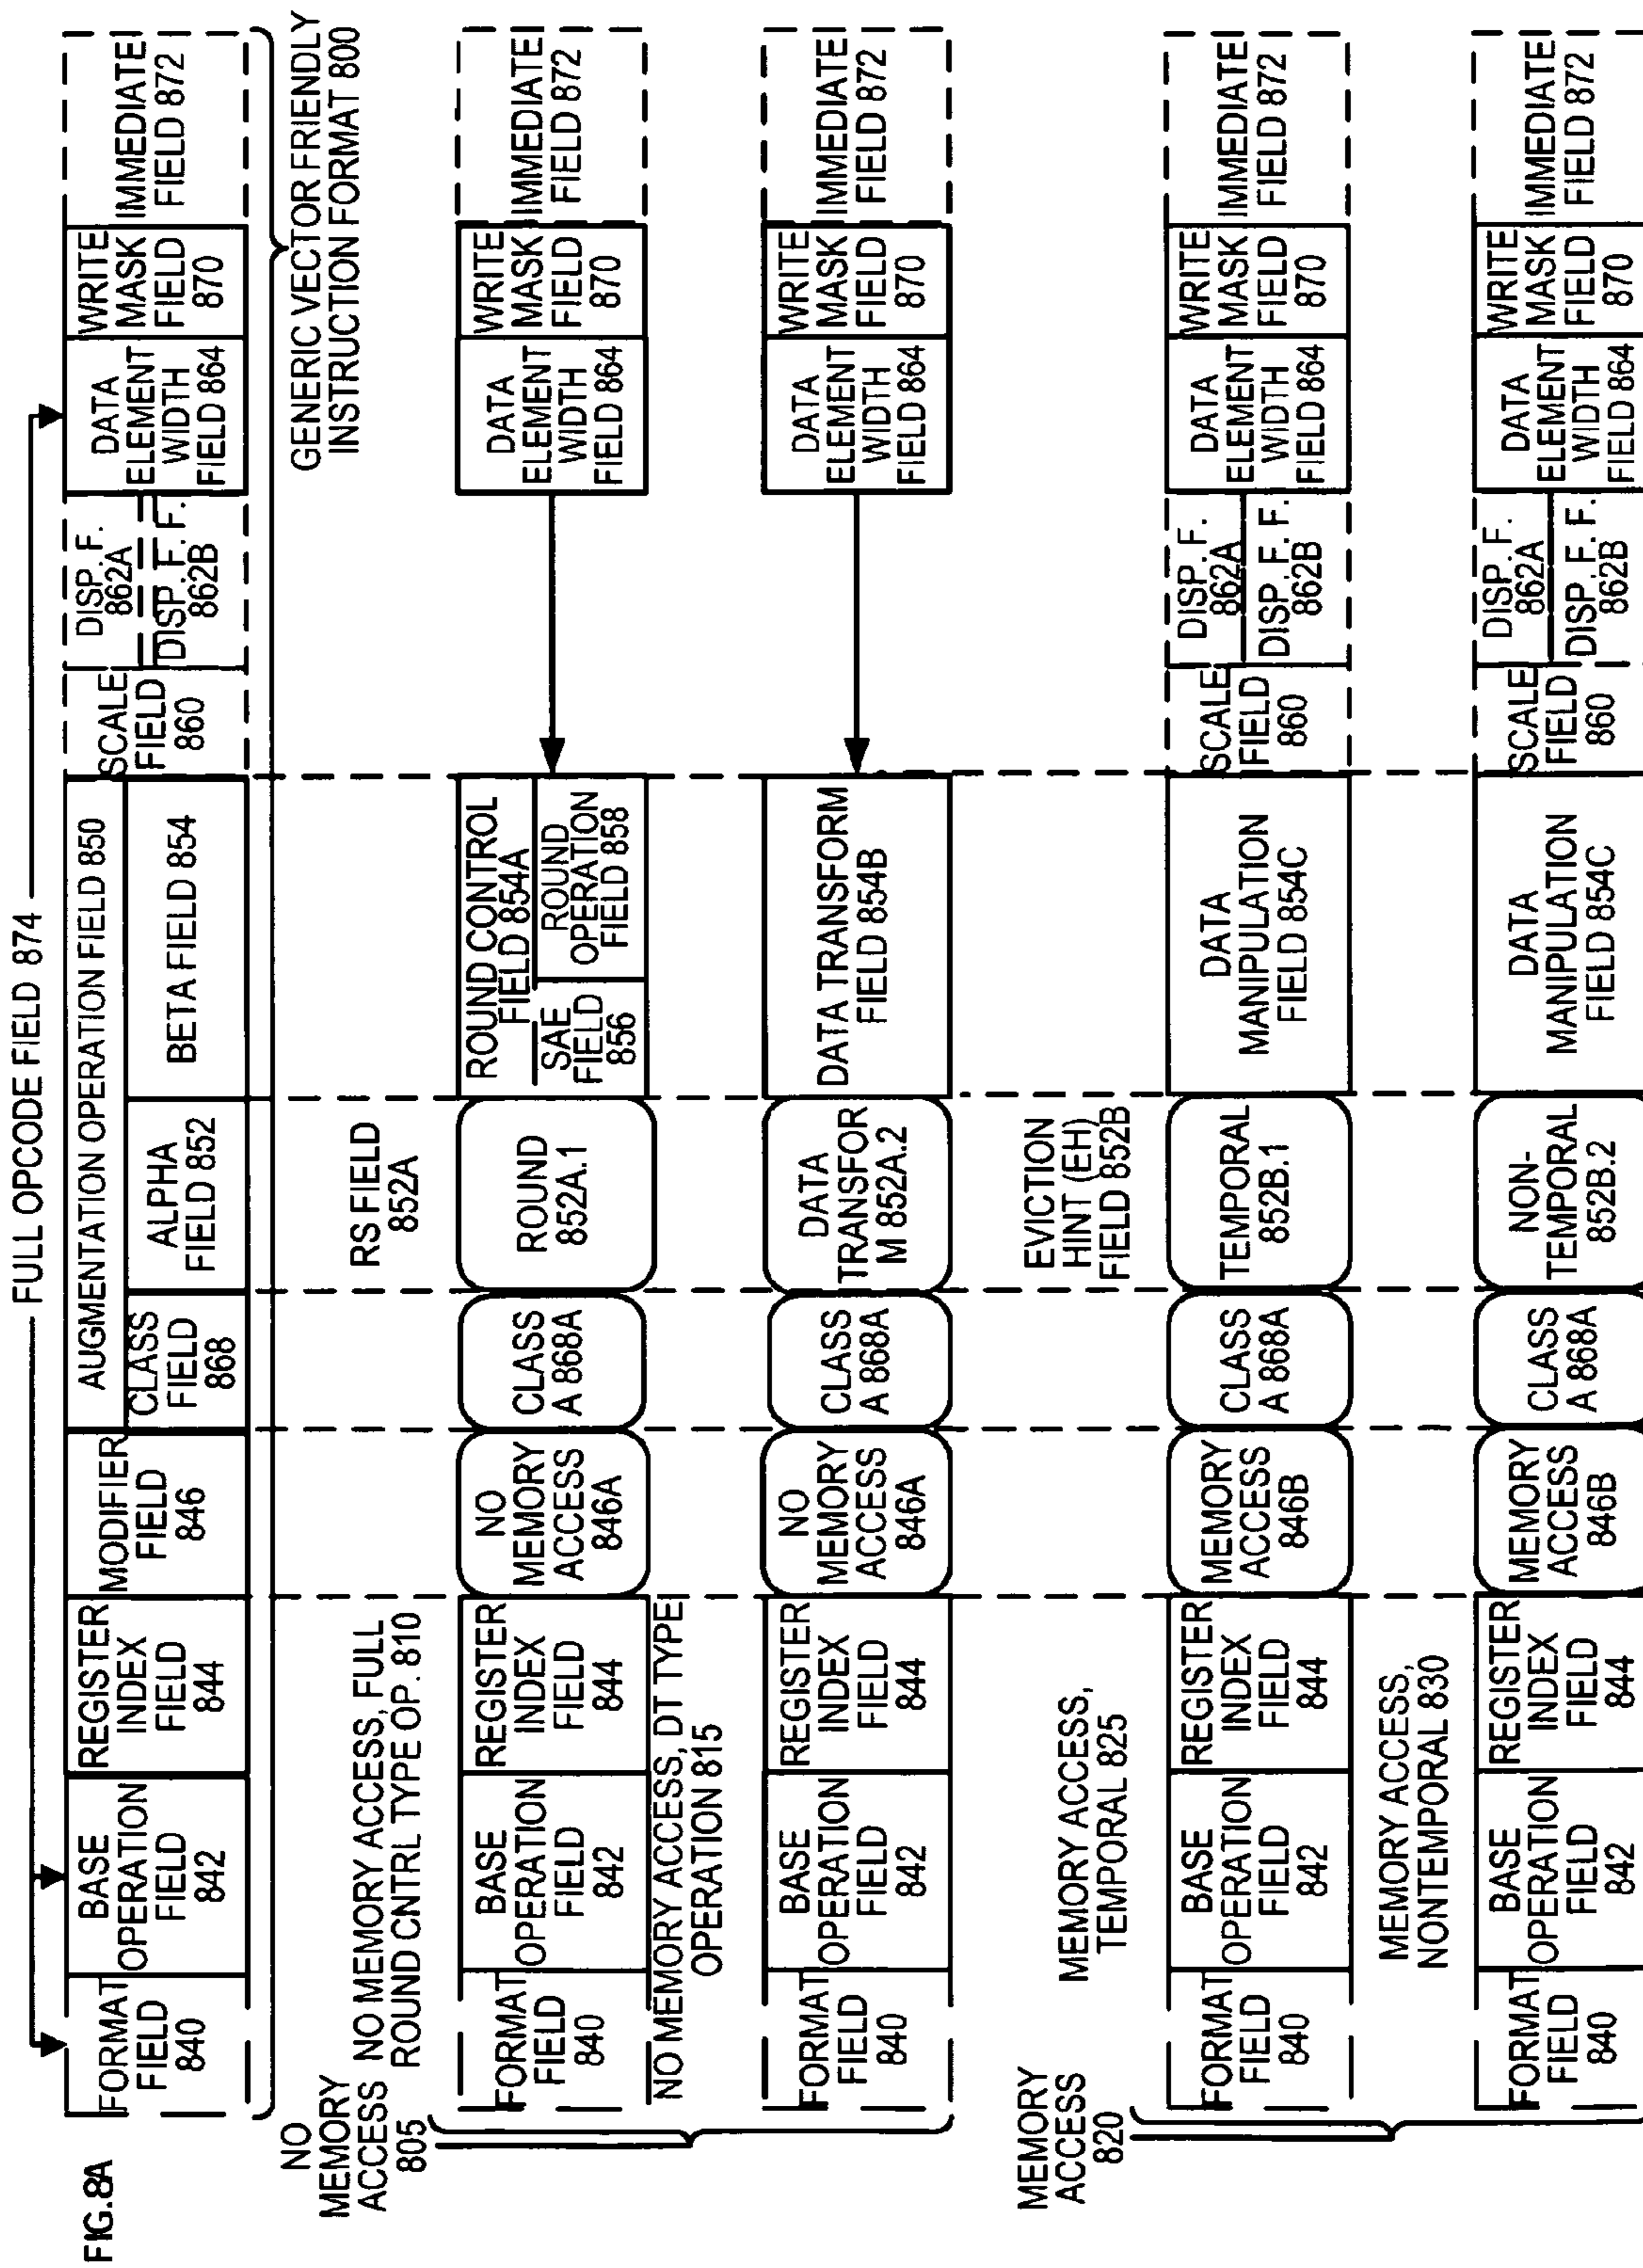 FIG.8A
FULL OPCODE FIELD 874
FORMAT
FIELD
840
BASE
OPERATION
FIELD
842
REGISTER
INDEX
FIELD
844
MODIFIER
FIELD
846
AUGMENTATION OPERATION FIELD 850
CLASS
FIELD
868
ALPHA
FIELD 852
BETA FIELD 854
SCALE
FIELD
860
DISP. F.
862A
DISP. F. F.
862B
DATA
ELEMENT
WIDTH
FIELD 864
WRITE
MASK
FIELD
870
IMMEDIATE
FIELD 872
GENERIC VECTOR FRIENDLY
INSTRUCTION FORMAT 800
NO
MEMORY
ACCESS
805
NO MEMORY ACCESS, FULL
ROUND CNTRL TYPE OP. 810
RS FIELD
852A
FORMAT
FIELD
840
BASE
OPERATION
FIELD
842
REGISTER
INDEX
FIELD
844
NO
MEMORY
ACCESS
846A
CLASS
A 868A
ROUND
852A.1
ROUND CONTROL
FIELD 854A
SAE
FIELD
856
ROUND
OPERATION
FIELD 858
DATA
ELEMENT
WIDTH
FIELD 864
WRITE
MASK
FIELD
870
IMMEDIATE
FIELD 872
NO MEMORY ACCESS, DT TYPE
OPERATION 815
FORMAT
FIELD
840
BASE
OPERATION
FIELD
842
REGISTER
INDEX
FIELD
844
NO
MEMORY
ACCESS
846A
CLASS
A 868A
DATA
TRANSFOR
M 852A.2
DATA TRANSFORM
FIELD 854B
DATA
ELEMENT
WIDTH
FIELD 864
WRITE
MASK
FIELD
870
IMMEDIATE
FIELD 872
MEMORY
ACCESS
820
MEMORY ACCESS,
TEMPORAL 825
EVICTION
HINT (EH)
FIELD 852B
FORMAT
FIELD
840
BASE
OPERATION
FIELD
842
REGISTER
INDEX
FIELD
844
MEMORY
ACCESS
846B
CLASS
A 868A
TEMPORAL
852B.1
DATA
MANIPULATION
FIELD 854C
SCALE
FIELD
860
DISP. F.
862A
DISP. F. F.
862B
DATA
ELEMENT
WIDTH
FIELD 864
WRITE
MASK
FIELD
870
IMMEDIATE
FIELD 872
MEMORY ACCESS,
NONTEMPORAL 830
FORMAT
FIELD
840
BASE
OPERATION
FIELD
842
REGISTER
INDEX
FIELD
844
MEMORY
ACCESS
846B
CLASS
A 868A
NON-
TEMPORAL
852B.2
DATA
MANIPULATION
FIELD 854C
SCALE
FIELD
860
DISP. F.
862A
DISP. F. F.
862B
DATA
ELEMENT
WIDTH
FIELD 864
WRITE
MASK
FIELD
870
IMMEDIATE
FIELD 872